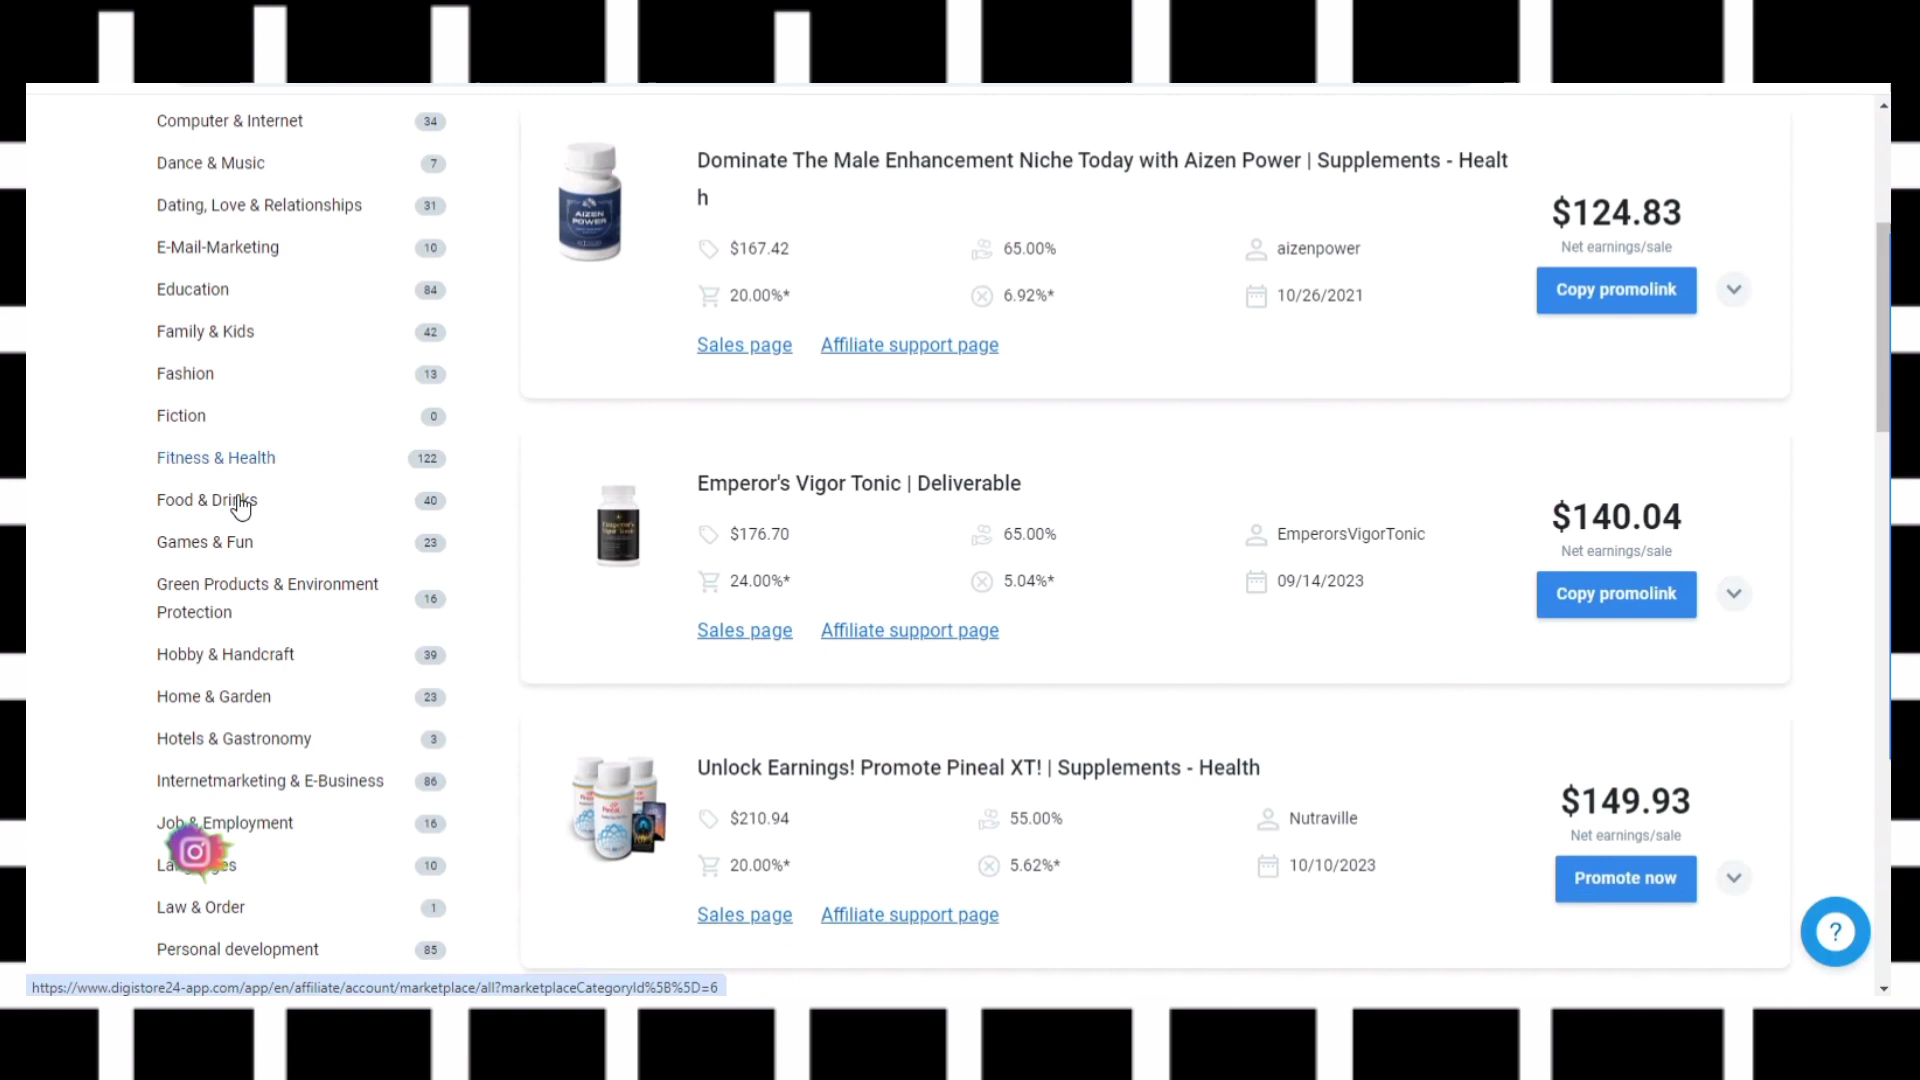 Computer & Internet 34
Dance & Music 7
Dating, Love & Relationships 31
E-Mail-Marketing 10
Education 84
Family & Kids 42
Fashion 13
Fiction 0
Fitness & Health 122
Food & Drinks 40
Games & Fun 23
Green Products & Environment
Protection 16
Hobby & Handcraft 39
Home & Garden 23
Hotels & Gastronomy 3
Internetmarketing & E-Business 86
Job & Employment 16
10
Law & Order 1
Personal development 85
AIZEN
POWER
Dominate The Male Enhancement Niche Today with Aizen Power | Supplements - Healt
h
$167.42 65.00% aizenpower
20.00%* 6.92%* 10/26/2021
Sales page Affiliate support page
$124.83
Net earnings/sale
Copy promolink
Emperor's
Vigor Tonic
Emperor's Vigor Tonic | Deliverable
$176.70 65.00% EmperorsVigorTonic
24.00%* 5.04%* 09/14/2023
Sales page Affiliate support page
$140.04
Net earnings/sale
Copy promolink
Unlock Earnings! Promote Pineal XT! | Supplements - Health
$210.94 55.00% Nutraville
20.00%* 5.62%* 10/10/2023
Sales page Affiliate support page
$149.93
Net earnings/sale
Promote now
?
https://www.digistore24-app.com/app/en/affiliate/account/marketplace/all?marketplaceCategoryId%5B%5D=6